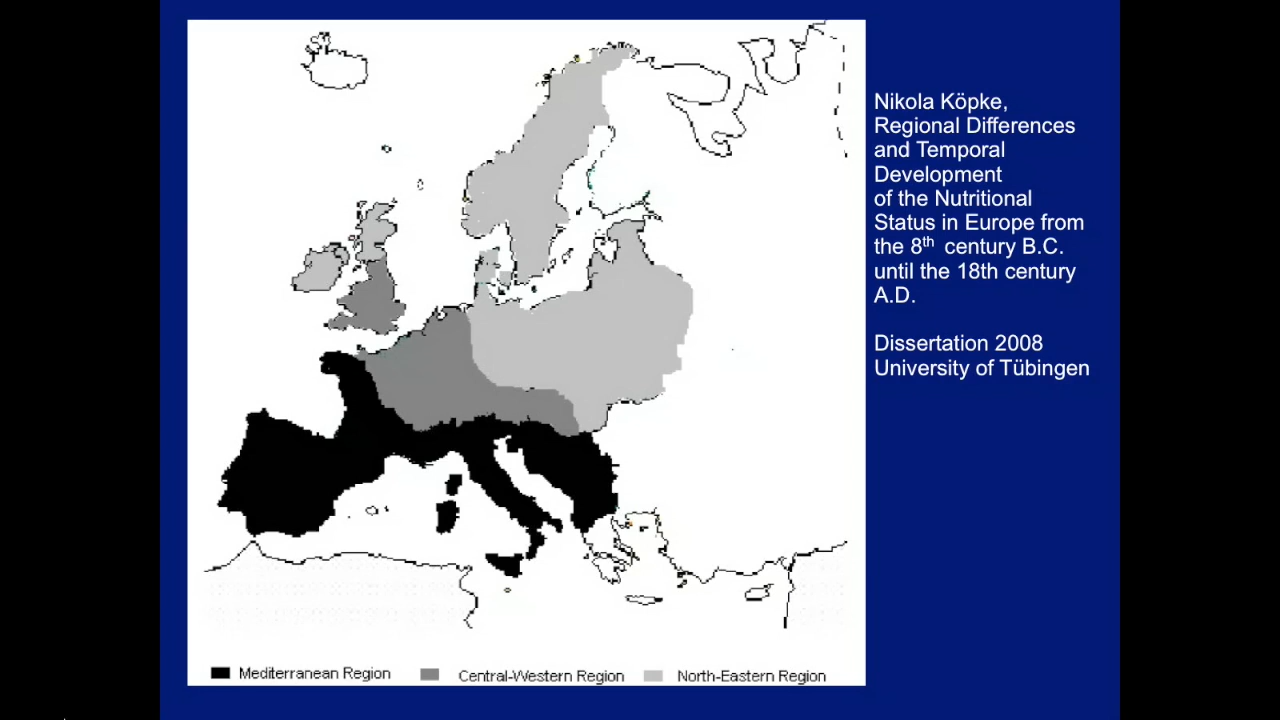 Nikola Köpke,
Regional Differences
and Temporal
Development
of the Nutritional
Status in Europe from
the 8th century B.C.
until the 18th century
A.D.
Dissertation 2008
University of Tübingen
Mediterranean Region
Central-Western Region
North-Eastern Region